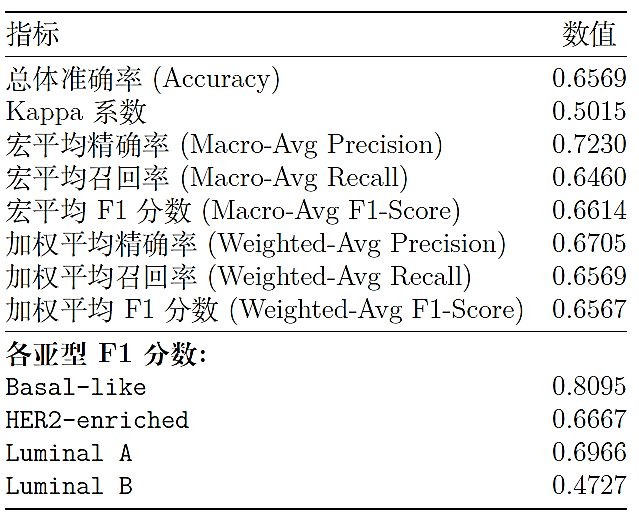 指标 数值
总体准确率 (Accuracy) 0.6569
Kappa 系数 0.5015
宏平均精确率 (Macro-Avg Precision) 0.7230
宏平均召回率 (Macro-Avg Recall) 0.6460
宏平均 F1 分数 (Macro-Avg F1-Score) 0.6614
加权平均精确率 (Weighted-Avg Precision) 0.6705
加权平均召回率 (Weighted-Avg Recall) 0.6569
加权平均 F1 分数 (Weighted-Avg F1-Score) 0.6567
各亚型 F1 分数:
Basal-like 0.8095
HER2-enriched 0.6667
Luminal A 0.6966
Luminal B 0.4727